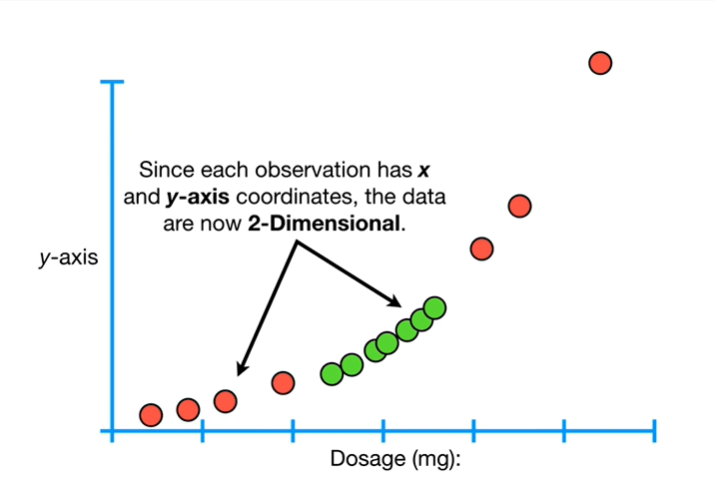 Since each observation has x
and y-axis coordinates, the data
are now 2-Dimensional.
y-axis
Dosage (mg):